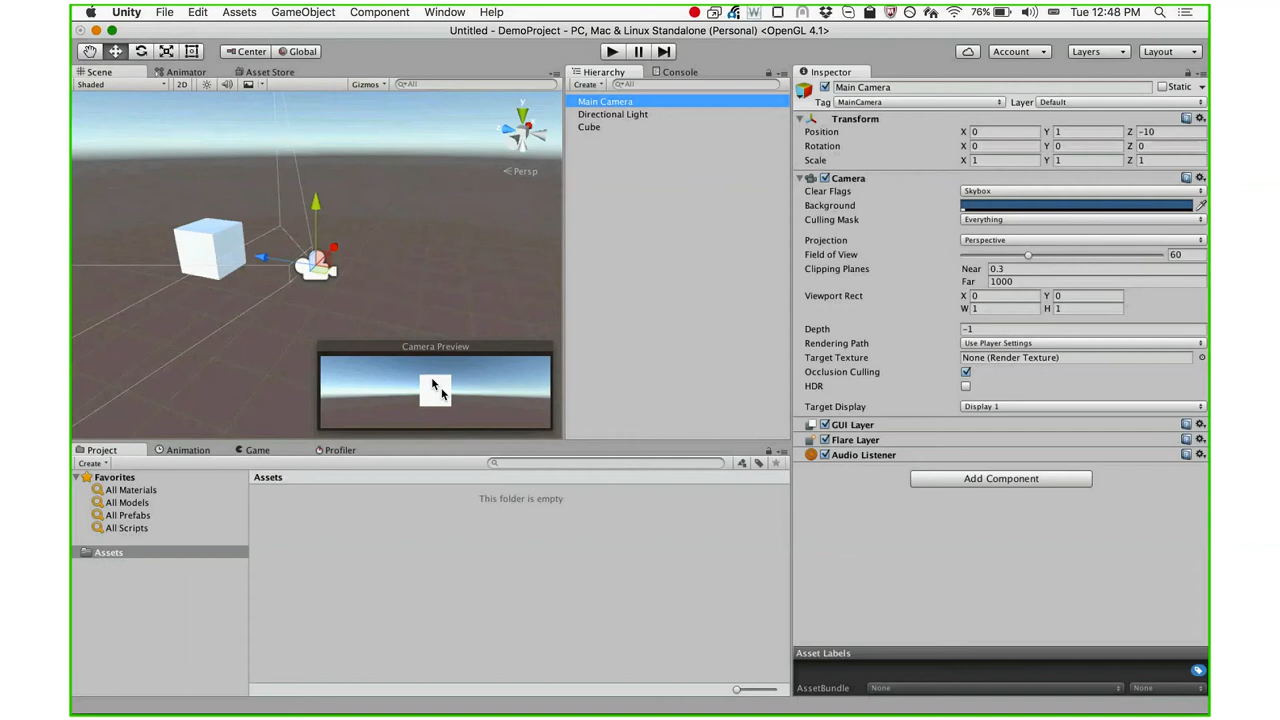 Unity File Edit Assets GameObject Component Window Help 76% Tue 12:48 PM
Untitled - DemoProject - PC, Mac & Linux Standalone (Personal) <OpenGL 4.1>
Center Global Account Layers Layout
Scene Animator Asset Store
Shaded 2D Gizmos All
y
Persp
Camera Preview
Hierarchy Console
Create All
Main Camera
Directional Light
Cube
Inspector
Main Camera Static
Tag MainCamera Layer Default
Transform
Position X 0 Y 1 Z -10
Rotation X 0 Y 0 Z 0
Scale X 1 Y 1 Z 1
Camera
Clear Flags Skybox
Background
Culling Mask Everything
Projection Perspective
Field of View 60
Clipping Planes Near 0.3
Far 1000
Viewport Rect X 0 Y 0
W 1 H 1
Depth -1
Rendering Path Use Player Settings
Target Texture None (Render Texture)
Occlusion Culling
HDR
Target Display Display 1
GUI Layer
Flare Layer
Audio Listener
Add Component
Asset Labels
AssetBundle None None
Project Animation Game Profiler
Create
Favorites
All Materials
All Models
All Prefabs
All Scripts
Assets
Assets
This folder is empty